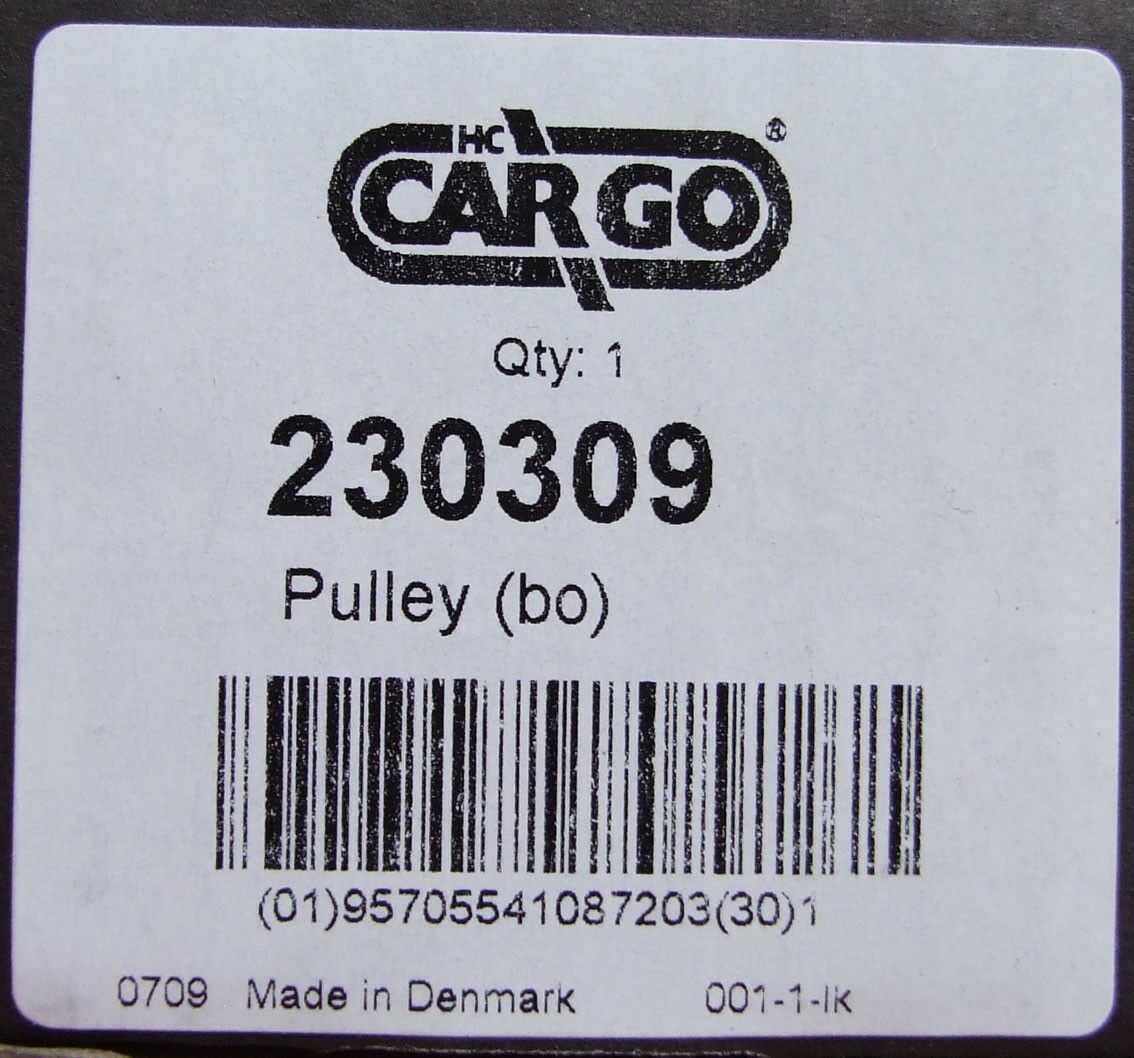 HC
CARGO®
Qty: 1
230309
Pulley (bo)
(01)95705541087203(30)1
0709 Made in Denmark 001-1-lk